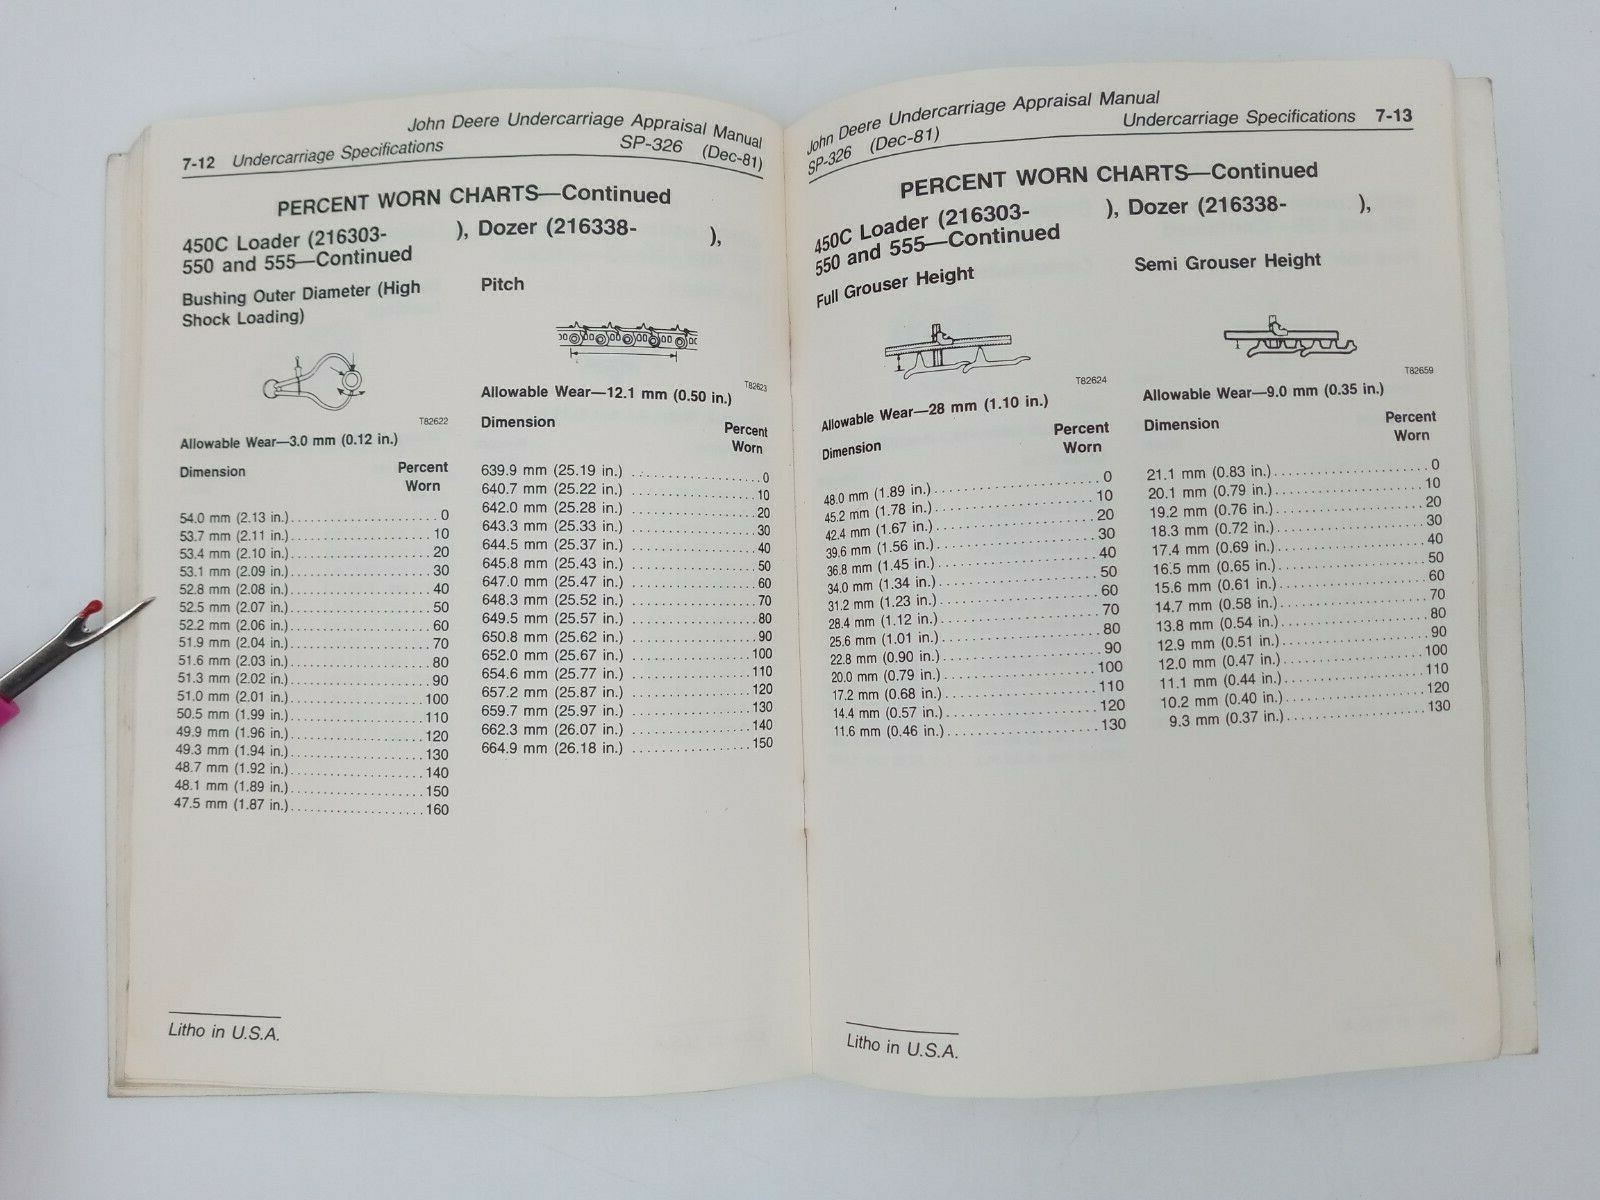 John Deere Undercarriage Appraisal Manual
7-12 Undercarriage Specifications SP-326 (Dec-81)
PERCENT WORN CHARTS—Continued
450C Loader (216303- ), Dozer (216338- ),
550 and 555—Continued
Bushing Outer Diameter (High
Shock Loading)
T82622
Allowable Wear—3.0 mm (0.12 in.)
Dimension Percent
Worn
54.0 mm (2.13 in.) 0
53.7 mm (2.11 in.) 10
53.4 mm (2.10 in.) 20
53.1 mm (2.09 in.) 30
52.8 mm (2.08 in.) 40
52.5 mm (2.07 in.) 50
52.2 mm (2.06 in.) 60
51.9 mm (2.04 in.) 70
51.6 mm (2.03 in.) 80
51.3 mm (2.02 in.) 90
51.0 mm (2.01 in.) 100
50.5 mm (1.99 in.) 110
49.9 mm (1.96 in.) 120
49.3 mm (1.94 in.) 130
48.7 mm (1.92 in.) 140
48.1 mm (1.89 in.) 150
47.5 mm (1.87 in.) 160
Pitch
T82623
Allowable Wear—12.1 mm (0.50 in.)
Dimension Percent
Worn
639.9 mm (25.19 in.) 0
640.7 mm (25.22 in.) 10
642.0 mm (25.28 in.) 20
643.3 mm (25.33 in.) 30
644.5 mm (25.37 in.) 40
645.8 mm (25.43 in.) 50
647.0 mm (25.47 in.) 60
648.3 mm (25.52 in.) 70
649.5 mm (25.57 in.) 80
650.8 mm (25.62 in.) 90
652.0 mm (25.67 in.) 100
654.6 mm (25.77 in.) 110
657.2 mm (25.87 in.) 120
659.7 mm (25.97 in.) 130
662.3 mm (26.07 in.) 140
664.9 mm (26.18 in.) 150
Litho in U.S.A.
John Deere Undercarriage Appraisal Manual
SP-326 (Dec-81) Undercarriage Specifications 7-13
PERCENT WORN CHARTS—Continued
450C Loader (216303- ), Dozer (216338- ),
550 and 555—Continued
Full Grouser Height
T82624
Allowable Wear—28 mm (1.10 in.)
Dimension Percent
Worn
48.0 mm (1.89 in.) 0
45.2 mm (1.78 in.) 10
42.4 mm (1.67 in.) 20
39.6 mm (1.56 in.) 30
36.8 mm (1.45 in.) 40
34.0 mm (1.34 in.) 50
31.2 mm (1.23 in.) 60
28.4 mm (1.12 in.) 70
25.6 mm (1.01 in.) 80
22.8 mm (0.90 in.) 90
20.0 mm (0.79 in.) 100
17.2 mm (0.68 in.) 110
14.4 mm (0.57 in.) 120
11.6 mm (0.46 in.) 130
Semi Grouser Height
T82659
Allowable Wear—9.0 mm (0.35 in.)
Dimension Percent
Worn
21.1 mm (0.83 in.) 0
20.1 mm (0.79 in.) 10
19.2 mm (0.76 in.) 20
18.3 mm (0.72 in.) 30
17.4 mm (0.69 in.) 40
16.5 mm (0.65 in.) 50
15.6 mm (0.61 in.) 60
14.7 mm (0.58 in.) 70
13.8 mm (0.54 in.) 80
12.9 mm (0.51 in.) 90
12.0 mm (0.47 in.) 100
11.1 mm (0.44 in.) 110
10.2 mm (0.40 in.) 120
9.3 mm (0.37 in.) 130
Litho in U.S.A.